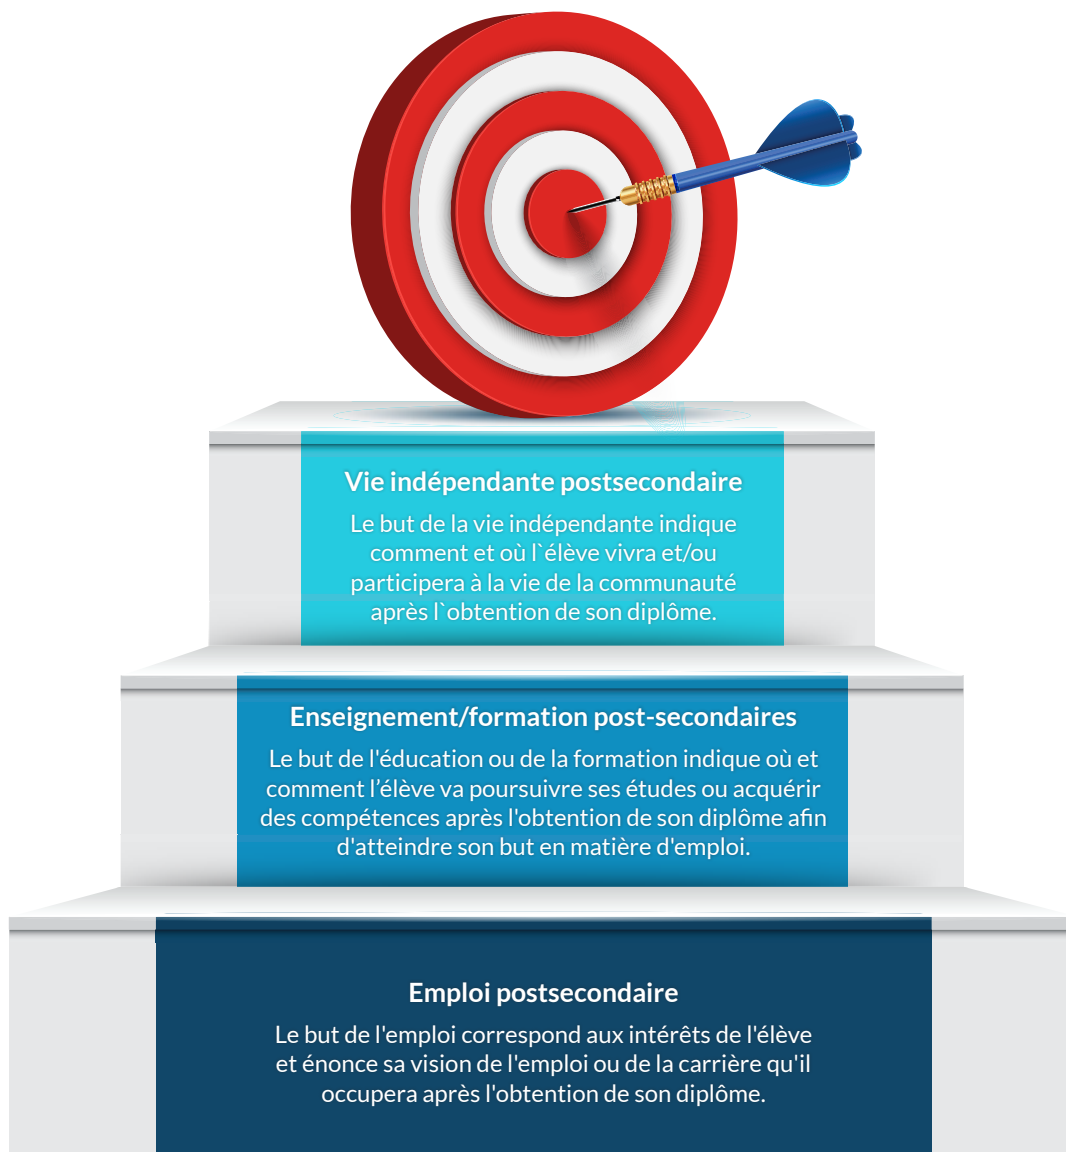 Vie indépendante postsecondaire
Le but de la vie indépendante indique
comment et où l`élève vivra et/ou
participera à la vie de la communauté
après l`obtention de son diplôme.
Enseignement/formation post-secondaires
Le but de l'éducation ou de la formation indique où et
comment l’élève va poursuivre ses études ou acquérir
des compétences après l'obtention de son diplôme afin
d'atteindre son but en matière d'emploi.
Emploi postsecondaire
Le but de l'emploi correspond aux intérêts de l'élève
et énonce sa vision de l'emploi ou de la carrière qu'il
occupera après l'obtention de son diplôme.